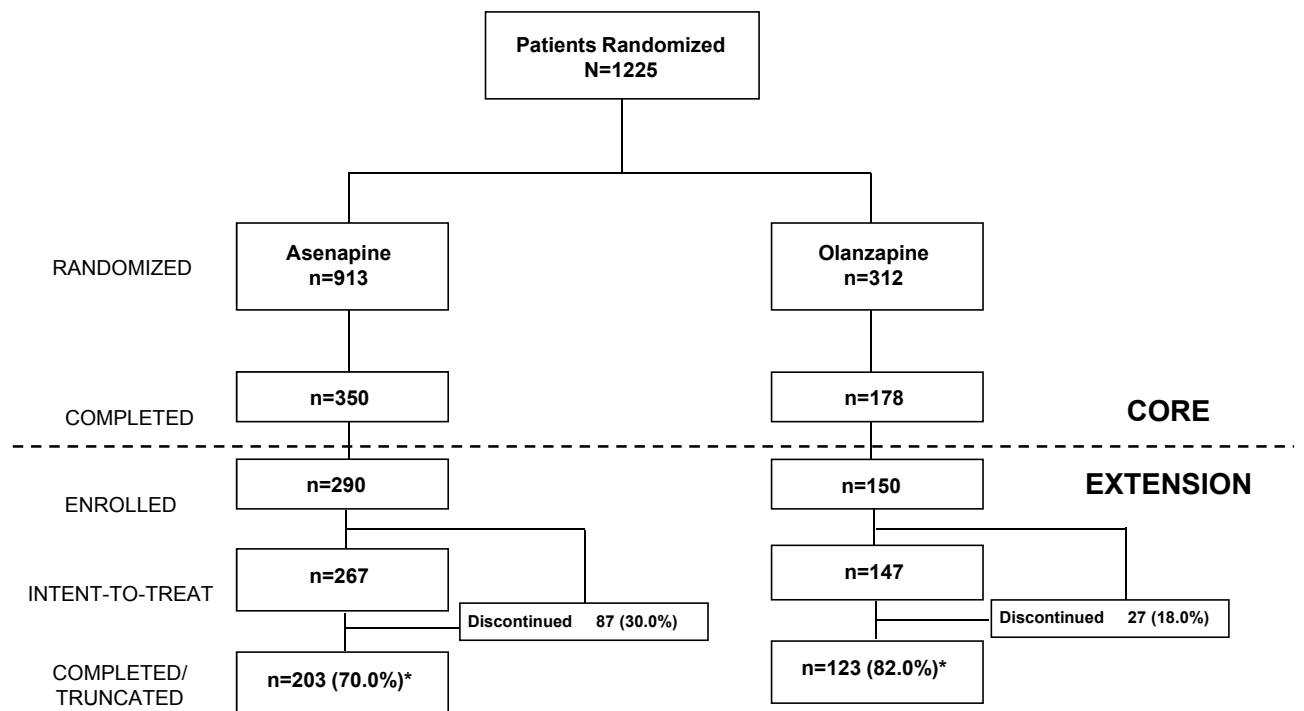 Patients Randomized
N=1225
RANDOMIZED
Asenapine
n=913
Olanzapine
n=312
COMPLETED
n=350
n=178
CORE
ENROLLED
n=290
n=150
EXTENSION
INTENT-TO-TREAT
n=267
n=147
Discontinued 87 (30.0%)
Discontinued 27 (18.0%)
COMPLETED/
TRUNCATED
n=203 (70.0%)*
n=123 (82.0%)*